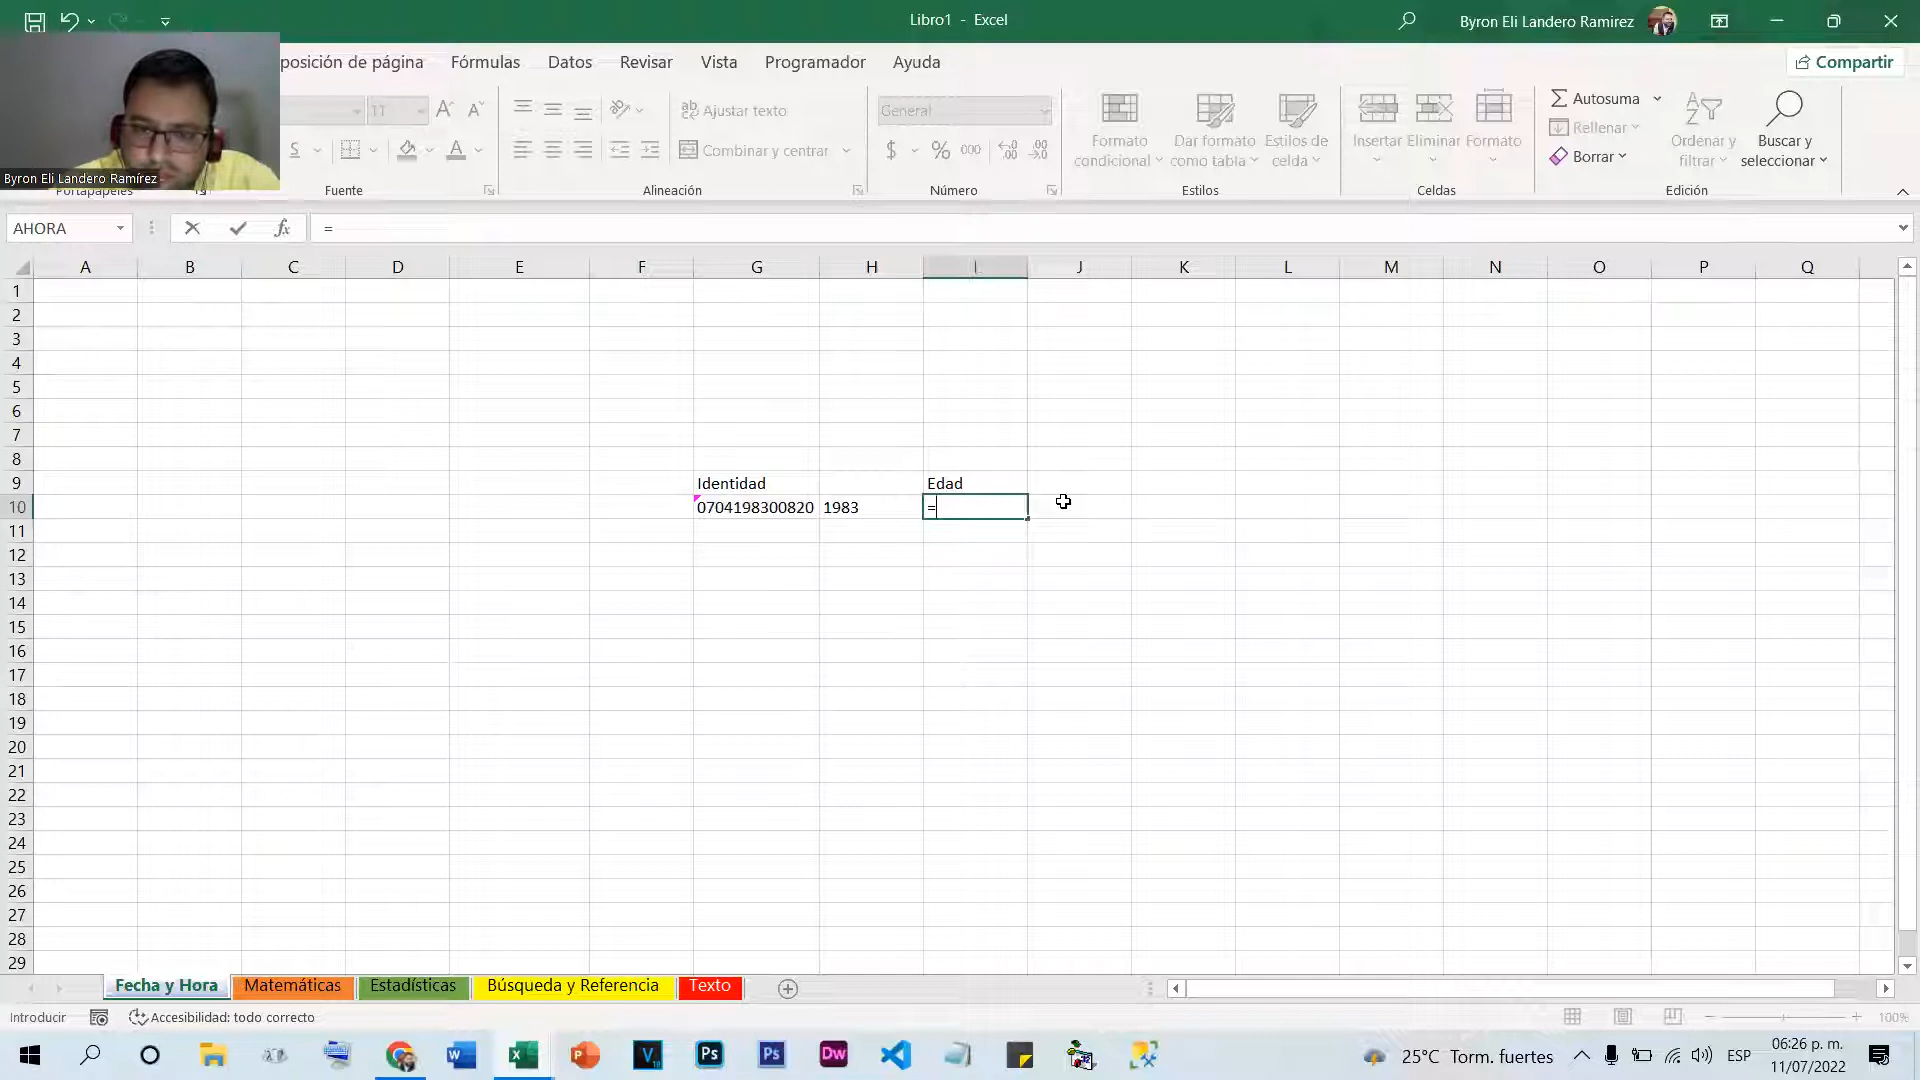 Libro1 - Excel
Byron Eli Landero Ramirez
posición de página
Fórmulas
Datos
Revisar
Vista
Programador
Ayuda
Compartir
11
Ajustar texto
General
Combinar y centrar
$ % 000
Formato condicional
Dar formato como tabla
Estilos de celda
Insertar
Eliminar
Formato
Autosuma
Rellenar
Borrar
Ordenar y filtrar
Buscar y seleccionar
Byron Eli Landero Ramírez
Portapapeles
Fuente
Alineación
Número
Estilos
Celdas
Edición
AHORA
fx
=
A B C D E F G H I J K L M N O P Q
1
2
3
4
5
6
7
8
9 Identidad Edad
10 0704198300820 1983 =
11
12
13
14
15
16
17
18
19
20
21
22
23
24
25
26
27
28
29
Fecha y Hora
Matemáticas
Estadísticas
Búsqueda y Referencia
Texto
Introducir
Accesibilidad: todo correcto
100%
25°C Torm. fuertes
ESP
06:26 p. m.
11/07/2022